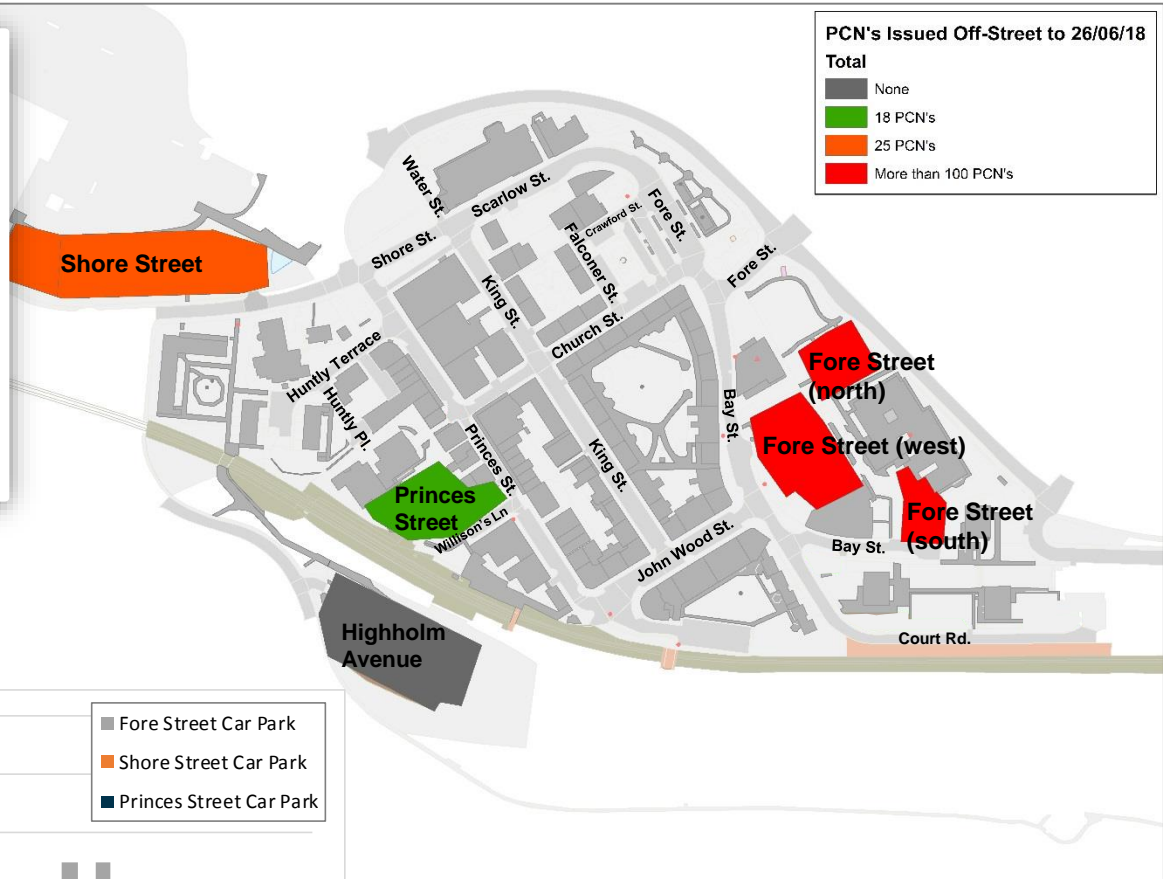 PCN's Issued Off-Street to 26/06/18
Total
None
18 PCN's
25 PCN's
More than 100 PCN's
Water St.
Scarlow St.
Fore St.
Crawford St.
Shore St.
Falconer St.
Fore St.
Shore Street
King St.
Church St.
Huntly Terrace
Fore Street
(north)
Huntly Pl.
Bay St.
Princes St.
King St.
Fore Street (west)
Princes
Street
Willison's Ln
Fore Street
(south)
John Wood St.
Bay St.
Highholm
Avenue
Court Rd.
Fore Street Car Park
Shore Street Car Park
Princes Street Car Park